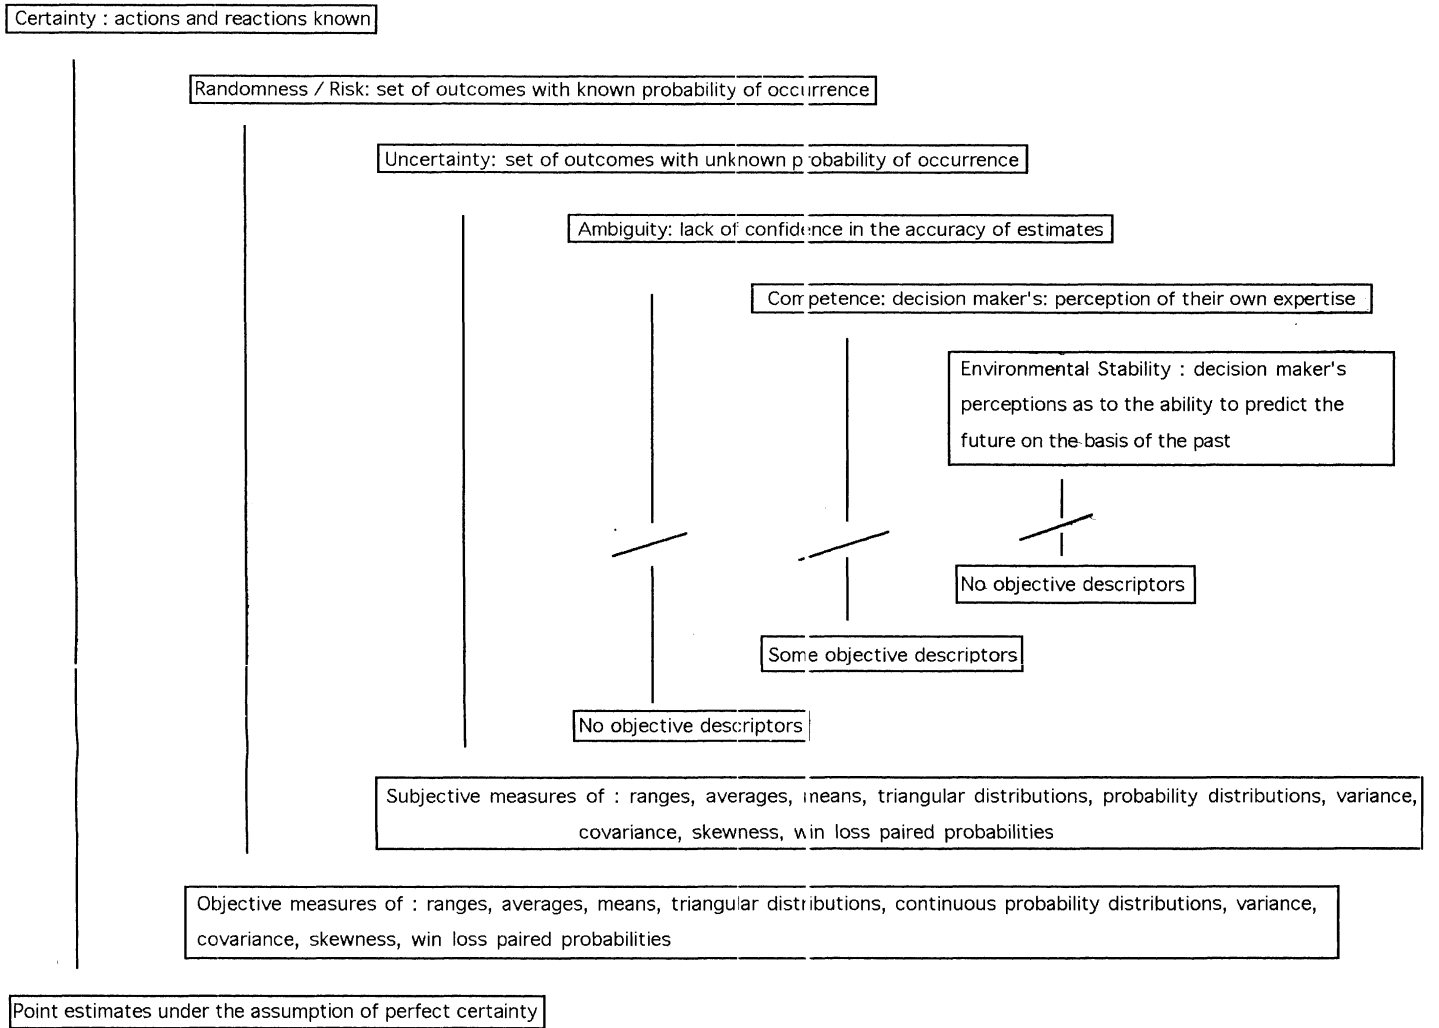 Certainty : actions and reactions known
Randomness / Risk: set of outcomes with known probability of occurrence
Uncertainty: set of outcomes with unknown probability of occurrence
Ambiguity: lack of confidence in the accuracy of estimates
Competence: decision maker's: perception of their own expertise
Environmental Stability : decision maker's
perceptions as to the ability to predict the
future on the basis of the past
No objective descriptors
Some objective descriptors
No objective descriptors
Subjective measures of : ranges, averages, means, triangular distributions, probability distributions, variance,
covariance, skewness, win loss paired probabilities
Objective measures of : ranges, averages, means, triangular distributions, continuous probability distributions, variance,
covariance, skewness, win loss paired probabilities
Point estimates under the assumption of perfect certainty